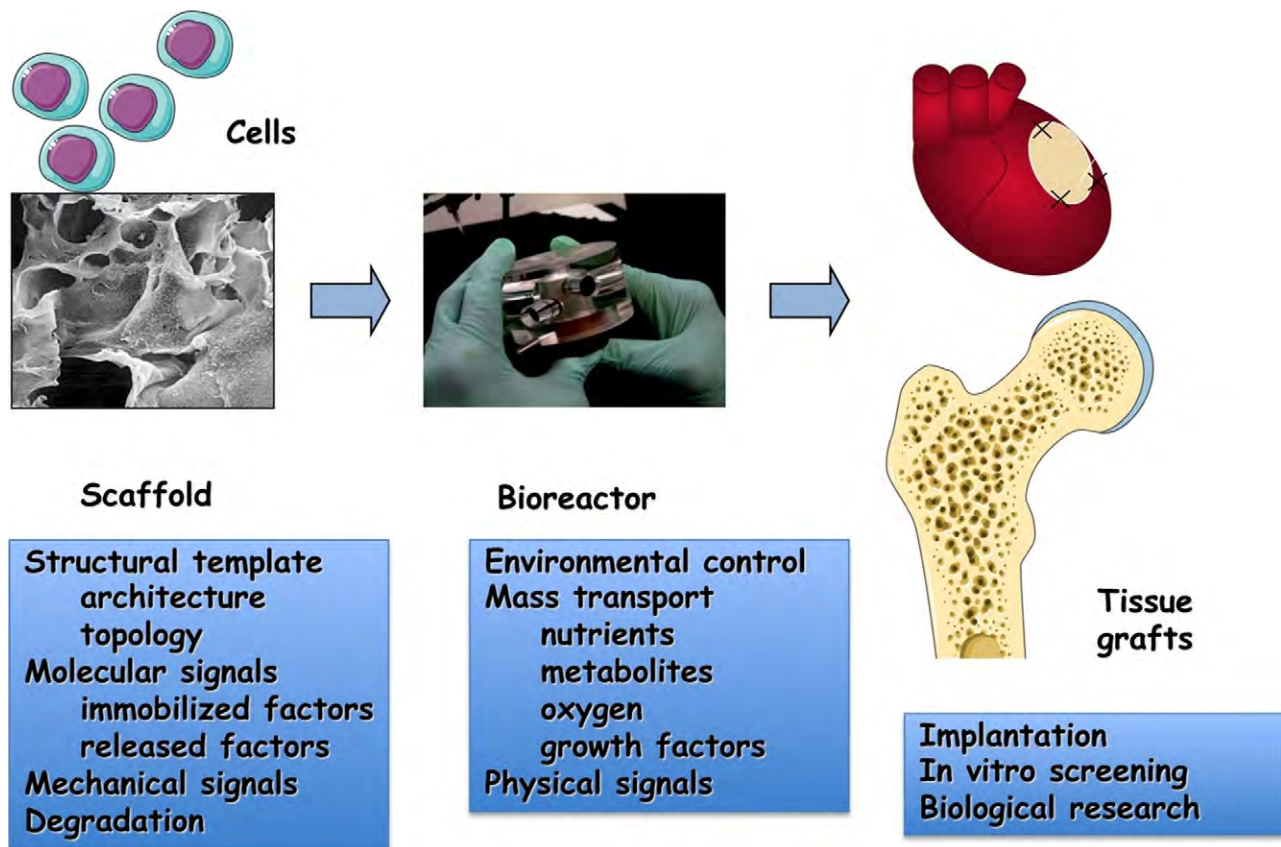 Cells
Scaffold
Structural template
architecture
topology
Molecular signals
immobilized factors
released factors
Mechanical signals
Degradation
Bioreactor
Environmental control
Mass transport
nutrients
metabolites
oxygen
growth factors
Physical signals
Tissue
grafts
Implantation
In vitro screening
Biological research